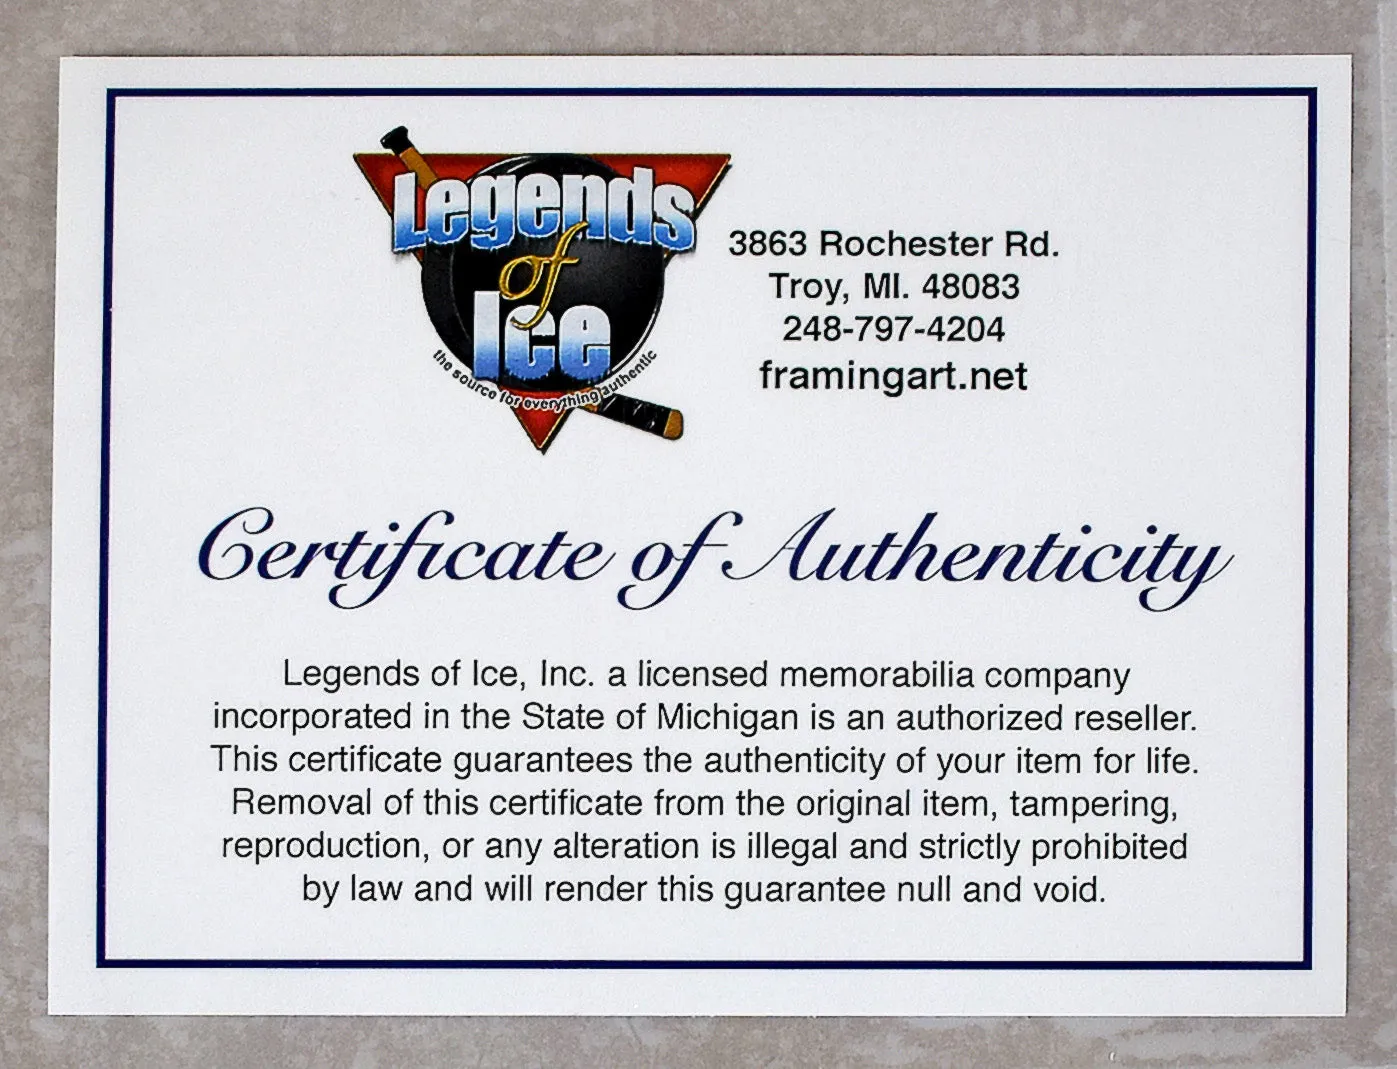 Legends
of
Ice
the source for everything authentic
3863 Rochester Rd.
Troy, MI. 48083
248-797-4204
framingart.net
Certificate of Authenticity
Legends of Ice, Inc. a licensed memorabilia company
incorporated in the State of Michigan is an authorized reseller.
This certificate guarantees the authenticity of your item for life.
Removal of this certificate from the original item, tampering,
reproduction, or any alteration is illegal and strictly prohibited
by law and will render this guarantee null and void.